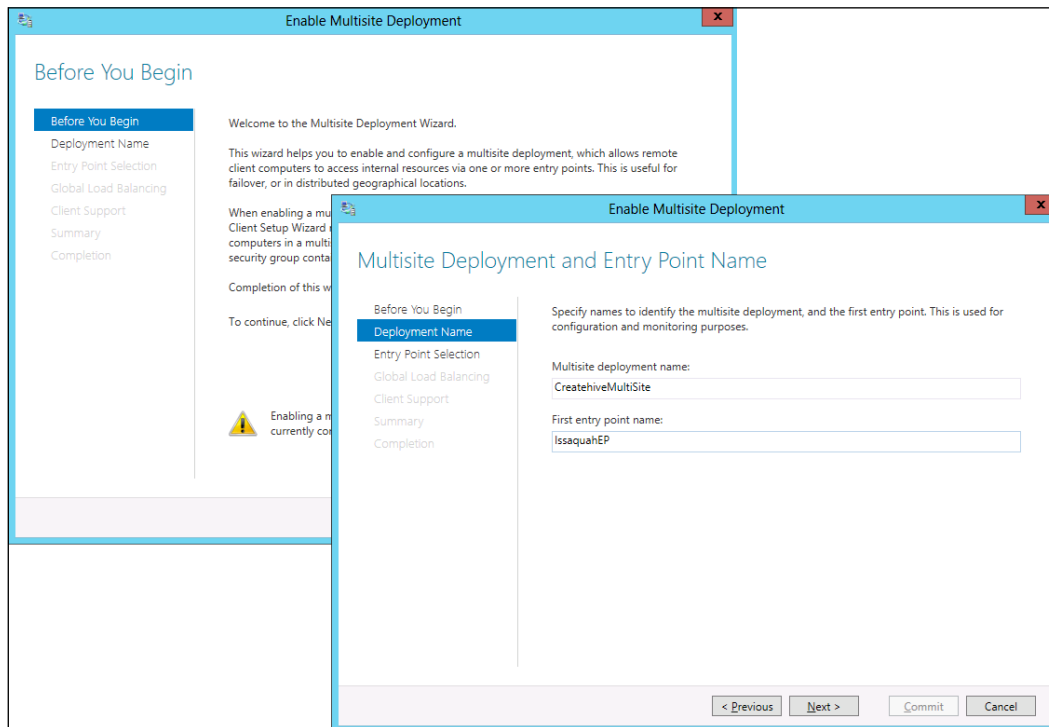 Enable Multisite Deployment
x
Before You Begin
Before You Begin
Deployment Name
Entry Point Selection
Global Load Balancing
Client Support
Summary
Completion
Welcome to the Multisite Deployment Wizard.
This wizard helps you to enable and configure a multisite deployment, which allows remote
client computers to access internal resources via one or more entry points. This is useful for
failover, or in distributed geographical locations.
When enabling a mu
Client Setup Wizard
computers in a multi
security group conta
Completion of this w
To continue, click Ne
Enabling a
currently co
Enable Multisite Deployment
x
Multisite Deployment and Entry Point Name
Before You Begin
Deployment Name
Entry Point Selection
Global Load Balancing
Client Support
Summary
Completion
Specify names to identify the multisite deployment, and the first entry point. This is used for
configuration and monitoring purposes.
Multisite deployment name:
CreatehiveMultiSite
First entry point name:
IssaquahEP
< Previous
Next >
Commit
Cancel